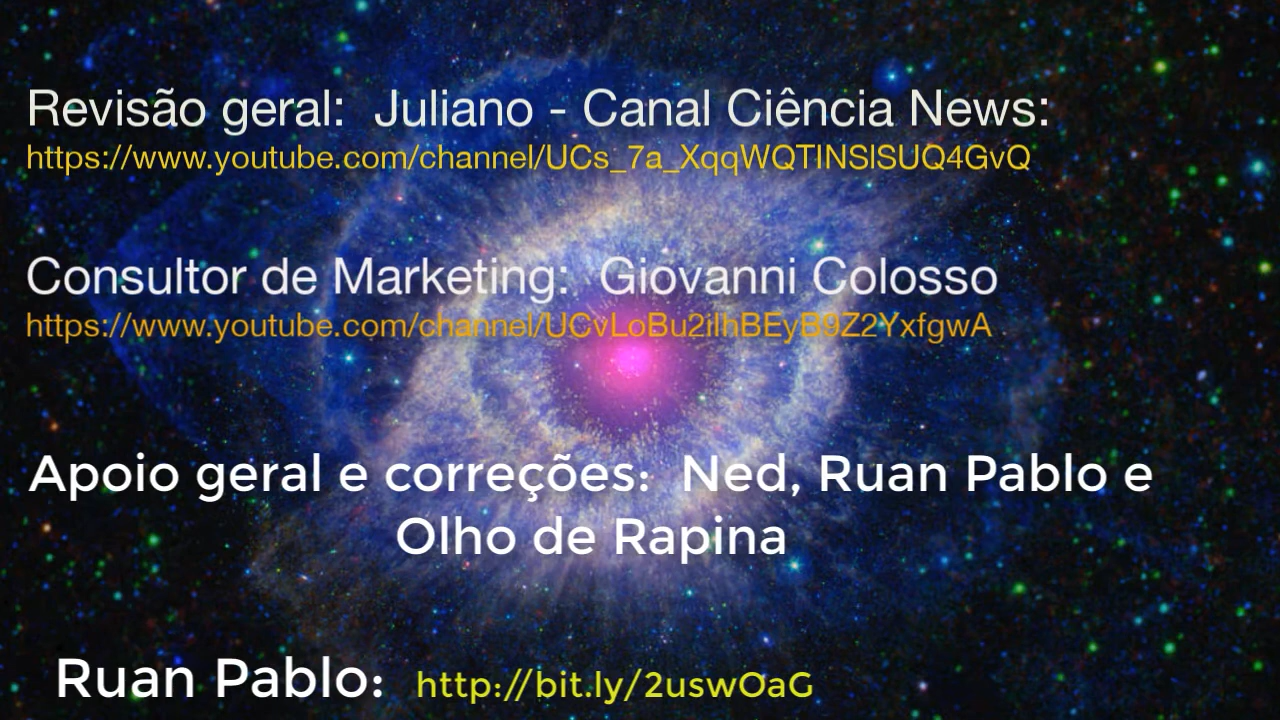 Revisão geral:  Juliano - Canal Ciência News:
https://www.youtube.com/channel/UCs_7a_XqqWQTINSlSUQ4GvQ
Consultor de Marketing:  Giovanni Colosso
https://www.youtube.com/channel/UCvLoBu2iIhBEyB9Z2YxfgwA
Apoio geral e correções:  Ned, Ruan Pablo e
Olho de Rapina
Ruan Pablo:  http://bit.ly/2uswOaG